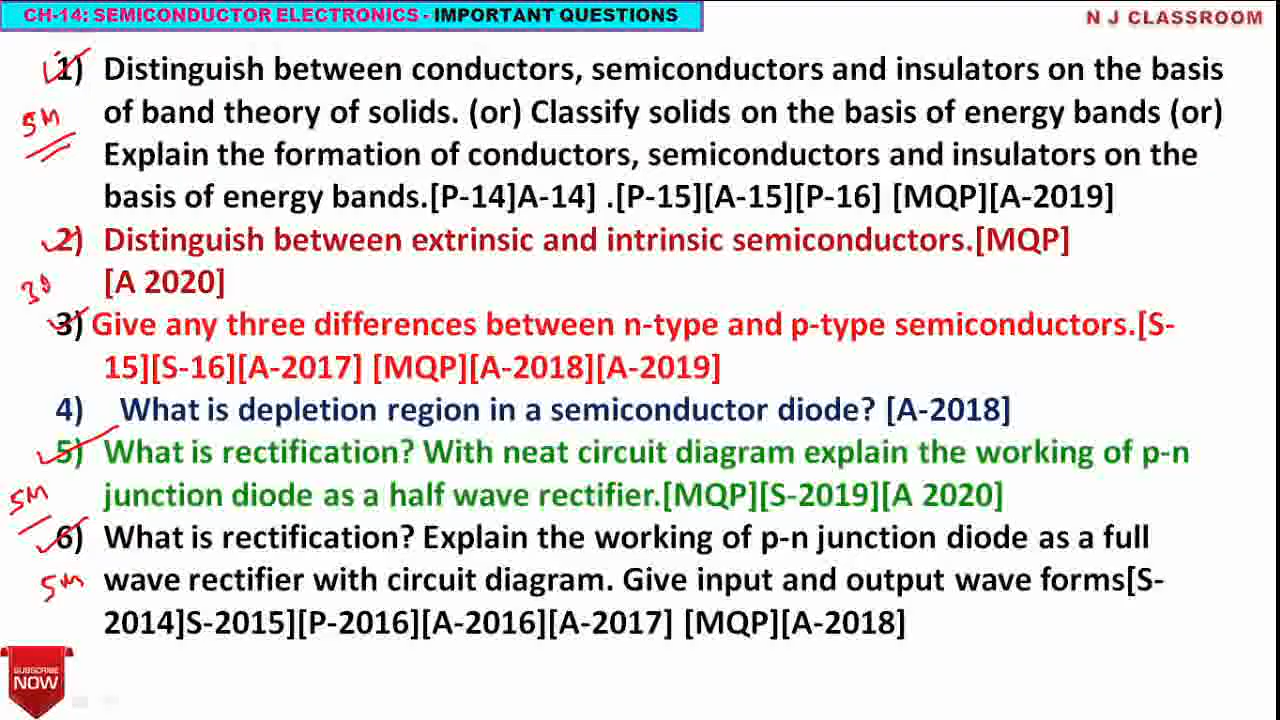 CH-14: SEMICONDUCTOR ELECTRONICS - IMPORTANT QUESTIONS
N J CLASSROOM
1) Distinguish between conductors, semiconductors and insulators on the basis
5M
of band theory of solids. (or) Classify solids on the basis of energy bands (or)
Explain the formation of conductors, semiconductors and insulators on the
basis of energy bands.[P-14]A-14] .[P-15][A-15][P-16] [MQP][A-2019]
2) Distinguish between extrinsic and intrinsic semiconductors.[MQP]
[A 2020]
3) Give any three differences between n-type and p-type semiconductors.[S-
15][S-16][A-2017] [MQP][A-2018][A-2019]
4) What is depletion region in a semiconductor diode? [A-2018]
5) What is rectification? With neat circuit diagram explain the working of p-n
5M
junction diode as a half wave rectifier.[MQP][S-2019][A 2020]
6) What is rectification? Explain the working of p-n junction diode as a full
5M
wave rectifier with circuit diagram. Give input and output wave forms[S-
2014]S-2015][P-2016][A-2016][A-2017] [MQP][A-2018]
SUBSCRIBE
NOW